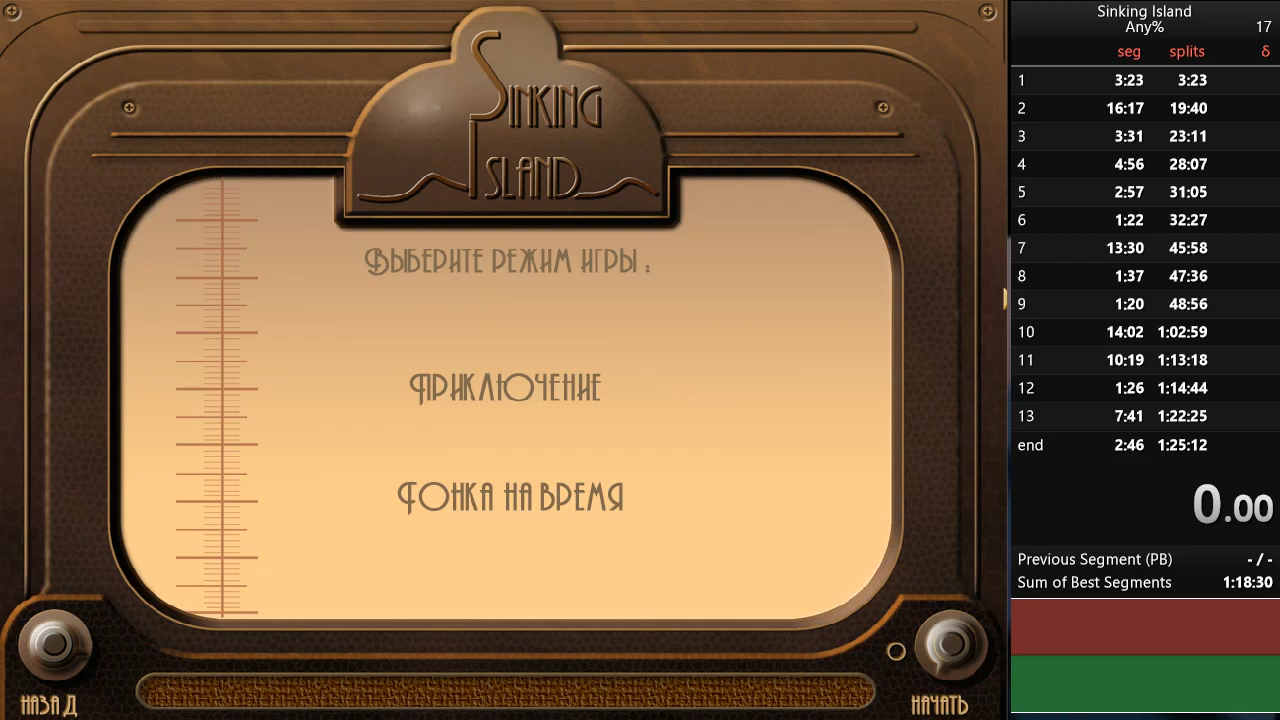 Sinking
Island
Выберите режим игры :
Приключение
Гонка на время
Назад
Начать
Sinking Island
Any%
17
seg splits δ
1 3:23 3:23
2 16:17 19:40
3 3:31 23:11
4 4:56 28:07
5 2:57 31:05
6 1:22 32:27
7 13:30 45:58
8 1:37 47:36
9 1:20 48:56
10 14:02 1:02:59
11 10:19 1:13:18
12 1:26 1:14:44
13 7:41 1:22:25
end 2:46 1:25:12
0.00
Previous Segment (PB) - / -
Sum of Best Segments 1:18:30